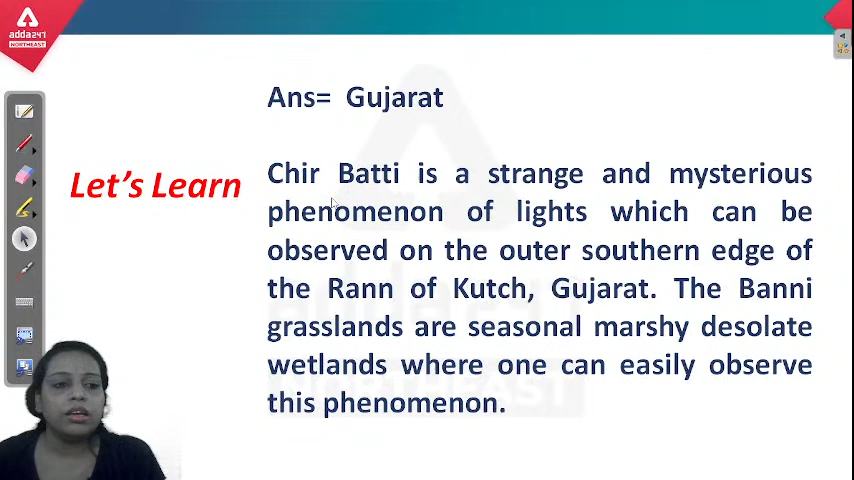 adda247
NORTHEAST
Ans= Gujarat
Let's Learn
Chir Batti is a strange and mysterious
phenomenon of lights which can be
observed on the outer southern edge of
the Rann of Kutch, Gujarat. The Banni
grasslands are seasonal marshy desolate
wetlands where one can easily observe
this phenomenon.
adda247
NORTHEAST